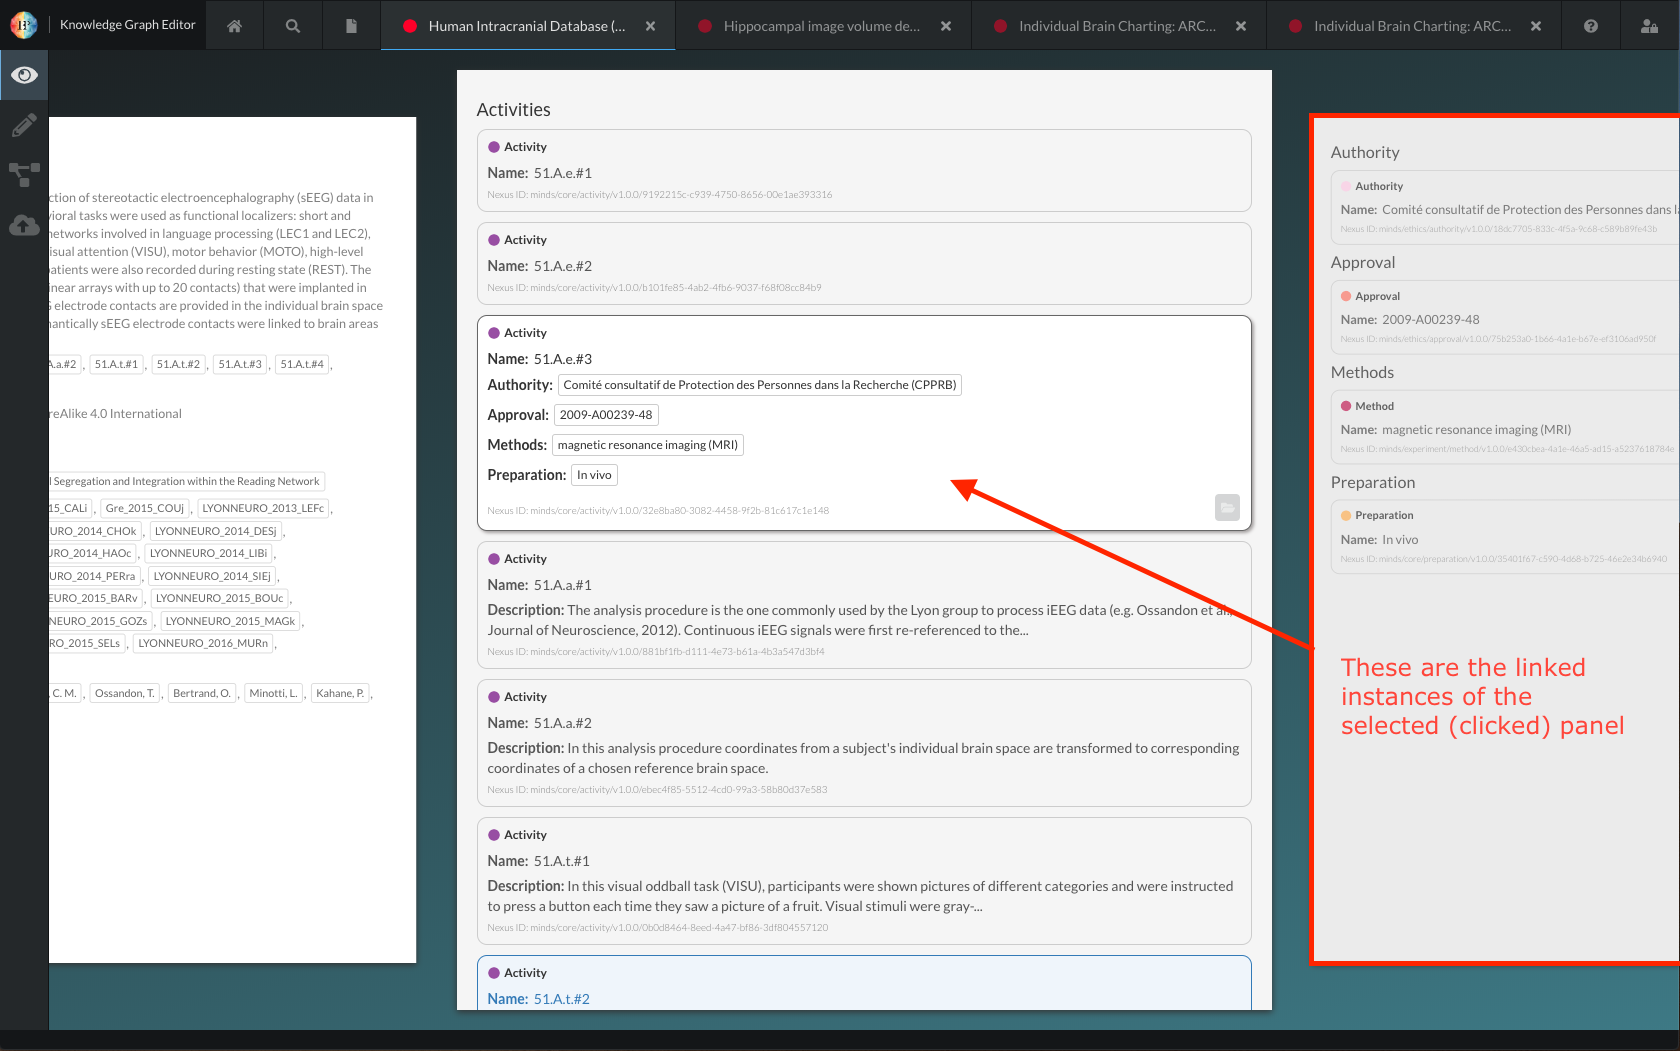 Knowledge Graph Editor
Human Intracranial Database (...
Hippocampal image volume de...
Individual Brain Charting: ARC...
Individual Brain Charting: ARC...
ction of stereotactic electroencephalography (sEEG) data in
vioral tasks were used as functional localizers: short and
networks involved in language processing (LEC1 and LEC2),
isual attention (VISU), motor behavior (MOTO), high-level
patients were also recorded during resting state (REST). The
inear arrays with up to 20 contacts) that were implanted in
electrode contacts are provided in the individual brain space
mantically sEEG electrode contacts were linked to brain areas
A.a.#2 , 51.A.t.#1 , 51.A.t.#2 , 51.A.t.#3 , 51.A.t.#4 ,
reAlike 4.0 International
l Segregation and Integration within the Reading Network
15_CALi , Gre_2015_COUj , LYONNEURO_2013_LEFc ,
URO_2014_CHOk , LYONNEURO_2014_DESj ,
URO_2014_HAOc , LYONNEURO_2014_LIBi ,
URO_2014_PERra , LYONNEURO_2014_SIEj ,
EURO_2015_BARv , LYONNEURO_2015_BOUc ,
NEURO_2015_GOZs , LYONNEURO_2015_MAGk ,
RO_2015_SELs , LYONNEURO_2016_MURn ,
, C. M. , Ossandon, T. , Bertrand, O. , Minotti, L. , Kahane, P. ,
Activities
Activity
Name: 51.A.e.#1
Nexus ID: minds/core/activity/v1.0.0/9192215c-c939-4750-8656-00e1ae393316
Activity
Name: 51.A.e.#2
Nexus ID: minds/core/activity/v1.0.0/b101fe85-4ab2-4fb6-9037-f68f08cc84b9
Activity
Name: 51.A.e.#3
Authority: Comité consultatif de Protection des Personnes dans la Recherche (CPPRB)
Approval: 2009-A00239-48
Methods: magnetic resonance imaging (MRI)
Preparation: In vivo
Nexus ID: minds/core/activity/v1.0.0/32e8ba80-3082-4458-9f2b-81c617c1e148
Activity
Name: 51.A.a.#1
Description: The analysis procedure is the one commonly used by the Lyon group to process iEEG data (e.g. Ossandon et al.,
Journal of Neuroscience, 2012). Continuous iEEG signals were first re-referenced to the...
Nexus ID: minds/core/activity/v1.0.0/881bf1fb-d111-4e73-b61a-4b3a547d3bf4
Activity
Name: 51.A.a.#2
Description: In this analysis procedure coordinates from a subject's individual brain space are transformed to corresponding
coordinates of a chosen reference brain space.
Nexus ID: minds/core/activity/v1.0.0/ebec4f85-5512-4cd0-99a3-58b80d37e583
Activity
Name: 51.A.t.#1
Description: In this visual oddball task (VISU), participants were shown pictures of different categories and were instructed
to press a button each time they saw a picture of a fruit. Visual stimuli were gray-...
Nexus ID: minds/core/activity/v1.0.0/0b0d8464-8eed-4a47-bf86-3df804557120
Activity
Name: 51.A.t.#2
Authority
Authority
Name: Comité consultatif de Protection des Personnes dans l
Nexus ID: minds/ethics/authority/v1.0.0/18dc7705-833c-4f5a-9c68-c589b89fe43b
Approval
Approval
Name: 2009-A00239-48
Nexus ID: minds/ethics/approval/v1.0.0/75b253a0-1b66-4a1e-b67e-ef3106ad950f
Methods
Method
Name: magnetic resonance imaging (MRI)
Nexus ID: minds/experiment/method/v1.0.0/e430cbea-4a1e-46a5-ad15-a5237618784e
Preparation
Preparation
Name: In vivo
Nexus ID: minds/core/preparation/v1.0.0/35401f67-c590-4d68-b725-46e2e34b6940
These are the linked
instances of the
selected (clicked) panel